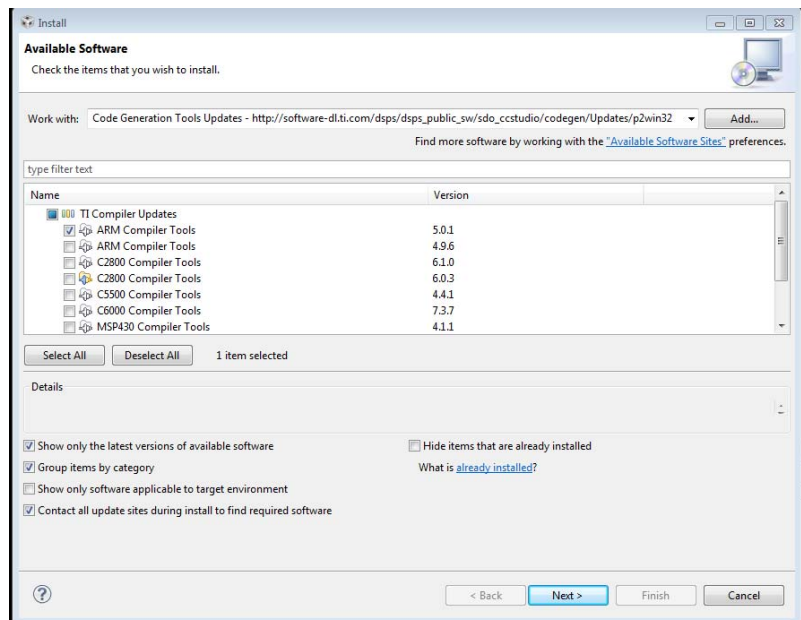 Install
Available Software
Check the items that you wish to install.
Work with: Code Generation Tools Updates - http://software-dl.ti.com/dsps/dsps_public_sw/sdo_ccstudio/codegen/Updates/p2win32 Add...
Find more software by working with the "Available Software Sites" preferences.
type filter text
Name Version
TI Compiler Updates
ARM Compiler Tools 5.0.1
ARM Compiler Tools 4.9.6
C2800 Compiler Tools 6.1.0
C2800 Compiler Tools 6.0.3
C5500 Compiler Tools 4.4.1
C6000 Compiler Tools 7.3.7
MSP430 Compiler Tools 4.1.1
Select All Deselect All 1 item selected
Details
Show only the latest versions of available software Hide items that are already installed
Group items by category What is already installed?
Show only software applicable to target environment
Contact all update sites during install to find required software
? < Back Next > Finish Cancel